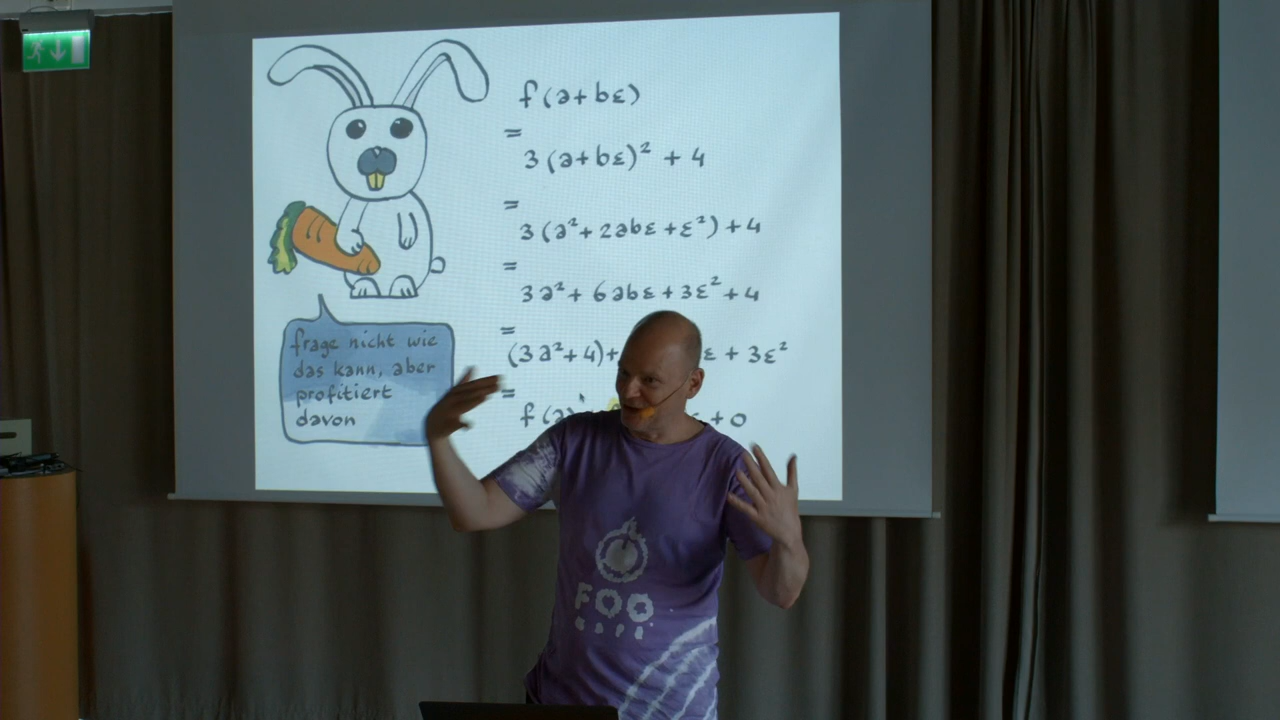 f(a+bε)
=
3(a+bε)² + 4
=
3(a²+2abε+ε²)+4
=
3a²+6abε+3ε²+4
=
(3a²+4)+ ε + 3ε²
=
f(a) +0
frage nicht wie
das kann, aber
profitiert
davon
FOO